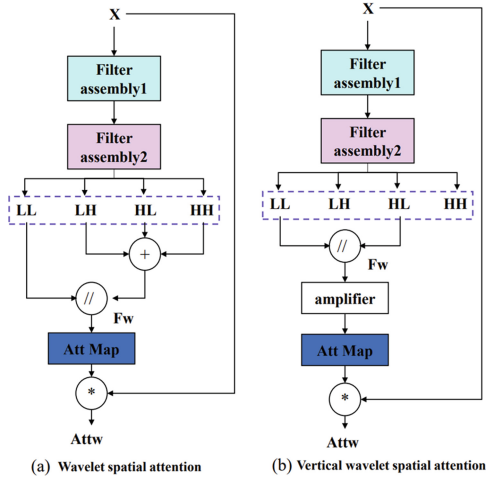 X
Filter
assembly1
Filter
assembly2
LL LH HL HH
+
//
Fw
Att Map
*
Attw
(a) Wavelet spatial attention
X
Filter
assembly1
Filter
assembly2
LL LH HL HH
//
Fw
amplifier
Att Map
*
Attw
(b) Vertical wavelet spatial attention